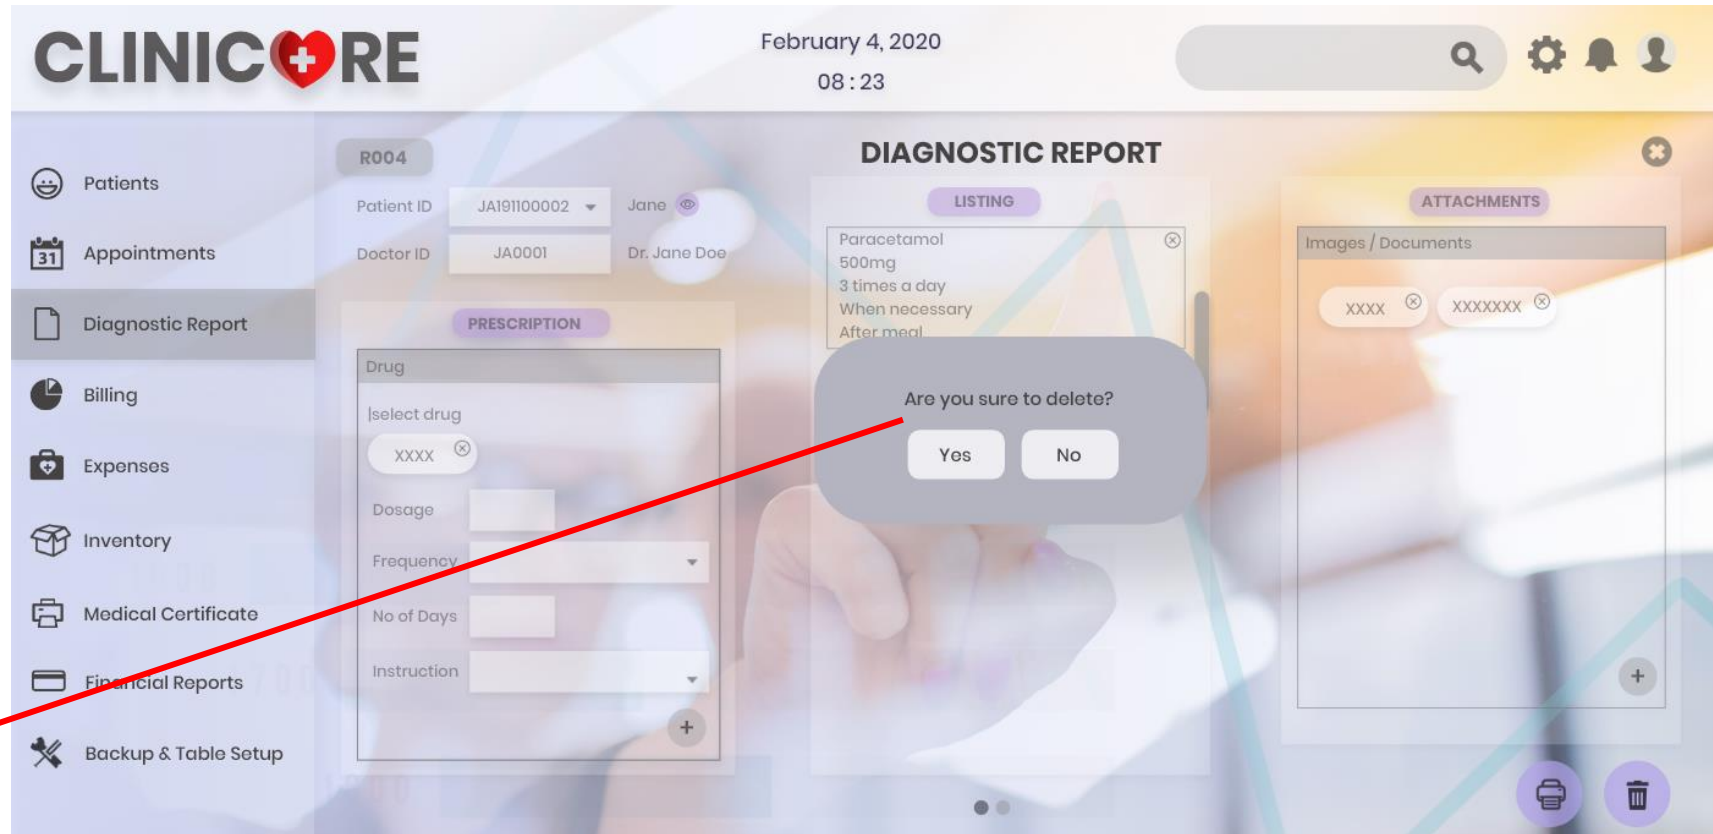 CLINICORE
February 4, 2020
08 : 23
Patients
31
Appointments
Diagnostic Report
Billing
Expenses
Inventory
Medical Certificate
Financial Reports
Backup & Table Setup
R004
DIAGNOSTIC REPORT
Patient ID JA191100002 Jane
Doctor ID JA0001 Dr. Jane Doe
PRESCRIPTION
Drug
|select drug
XXXX
Dosage
Frequency
No of Days
Instruction
+
LISTING
Paracetamol
500mg
3 times a day
When necessary
After meal
Are you sure to delete?
Yes No
ATTACHMENTS
Images / Documents
XXXX XXXXXXX
+